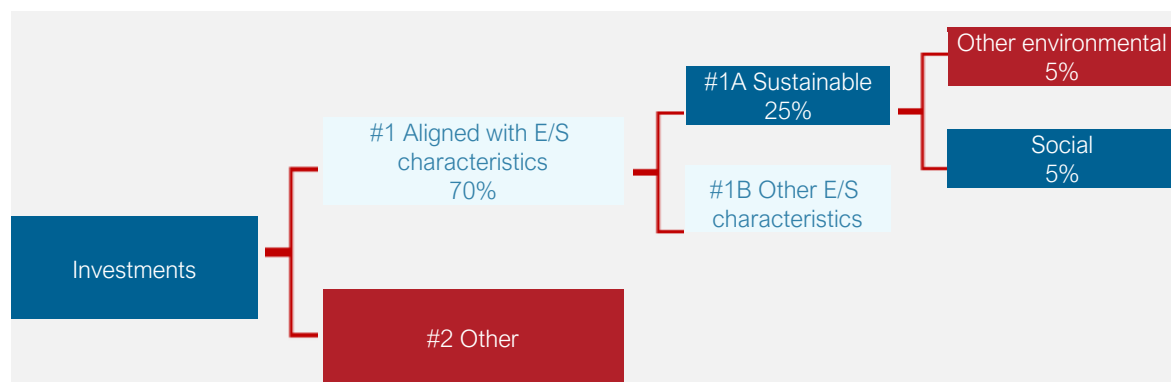 Investments
#1 Aligned with E/S
characteristics
70%
#2 Other
#1A Sustainable
25%
#1B Other E/S
characteristics
Other environmental
5%
Social
5%